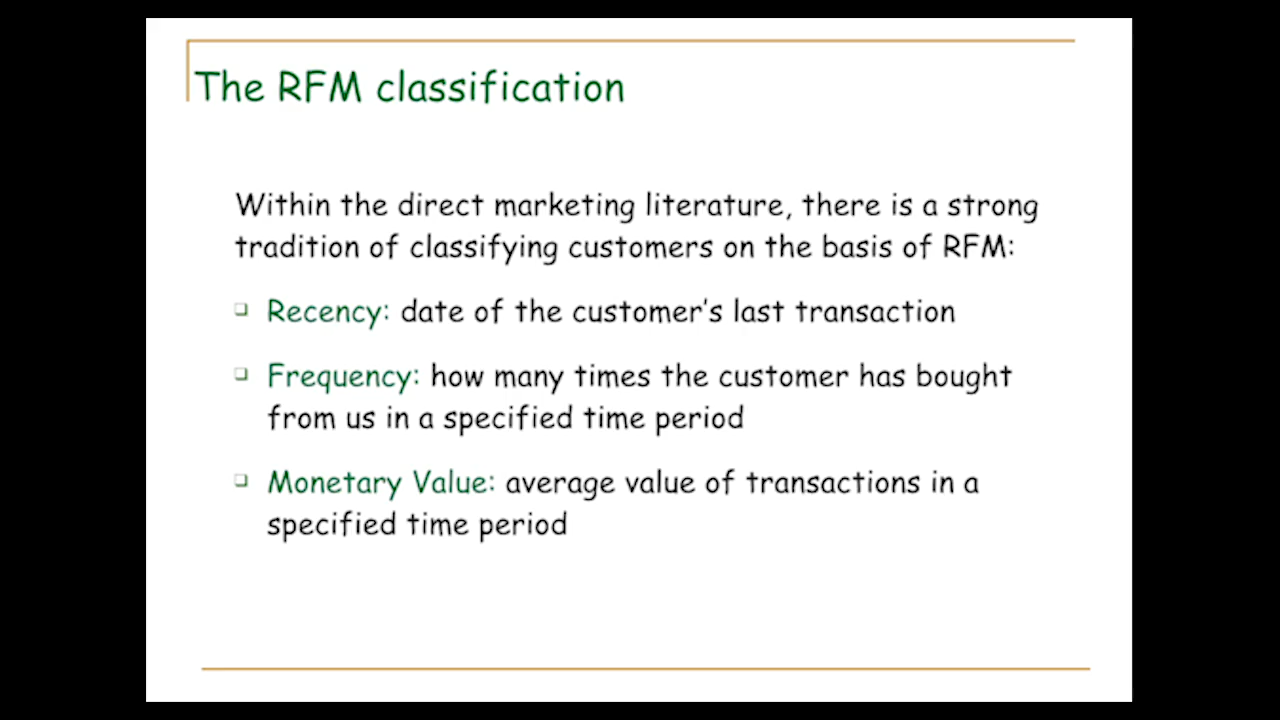 The RFM classification
Within the direct marketing literature, there is a strong
tradition of classifying customers on the basis of RFM:
Recency: date of the customer's last transaction
Frequency: how many times the customer has bought
from us in a specified time period
Monetary Value: average value of transactions in a
specified time period